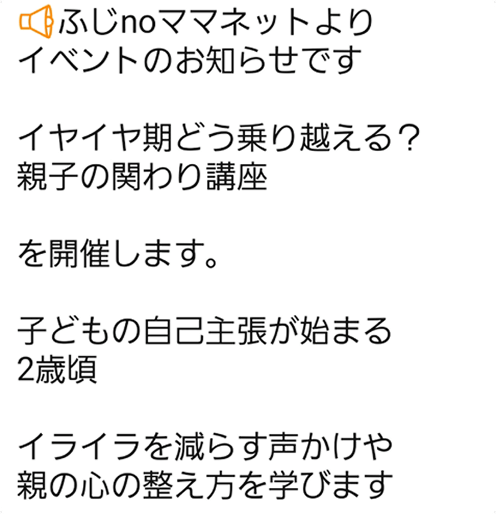 📢ふじnoママネットより
イベントのお知らせです
イヤイヤ期どう乗り越える？
親子の関わり講座
を開催します。
子どもの自己主張が始まる
2歳頃
イライラを減らす声かけや
親の心の整え方を学びます